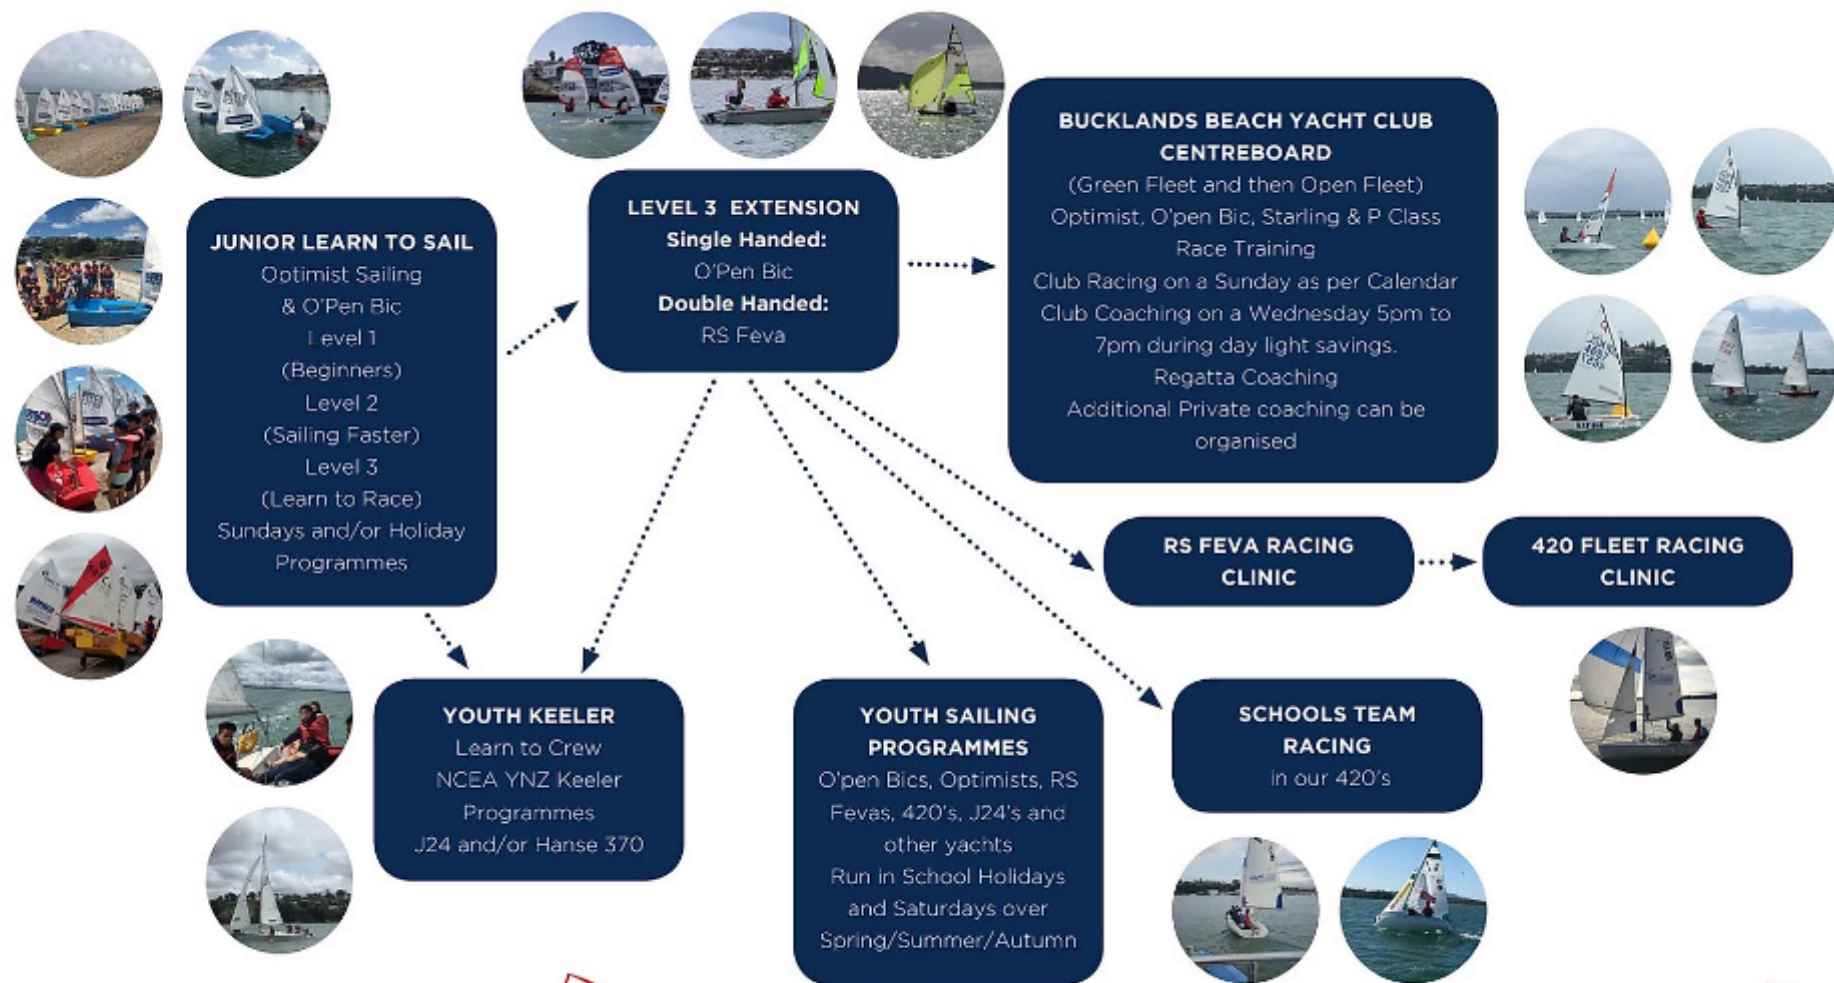 JUNIOR LEARN TO SAIL
Optimist Sailing
& O'Pen Bic
Level 1
(Beginners)
Level 2
(Sailing Faster)
Level 3
(Learn to Race)
Sundays and/or Holiday
Programmes
LEVEL 3 EXTENSION
Single Handed:
O'Pen Bic
Double Handed:
RS Feva
BUCKLANDS BEACH YACHT CLUB
CENTREBOARD
(Green Fleet and then Open Fleet)
Optimist, O'pen Bic, Starling & P Class
Race Training
Club Racing on a Sunday as per Calendar
Club Coaching on a Wednesday 5pm to
7pm during day light savings.
Regatta Coaching
Additional Private coaching can be
organised
RS FEVA RACING
CLINIC
420 FLEET RACING
CLINIC
YOUTH KEELER
Learn to Crew
NCEA YNZ Keeler
Programmes
J24 and/or Hanse 370
YOUTH SAILING
PROGRAMMES
O'pen Bics, Optimists, RS
Fevas, 420's, J24's and
other yachts
Run in School Holidays
and Saturdays over
Spring/Summer/Autumn
SCHOOLS TEAM
RACING
in our 420's